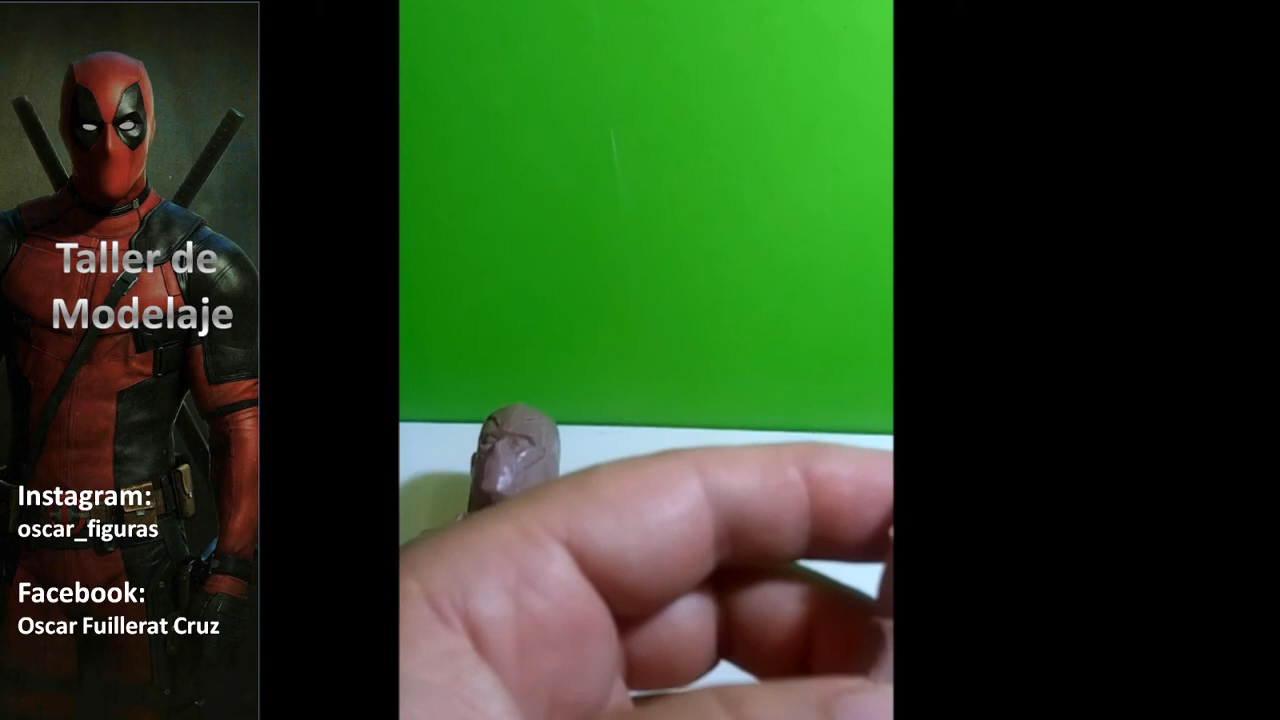 Taller de
Modelaje
Instagram:
oscar_figuras
Facebook:
Oscar Fuillerat Cruz